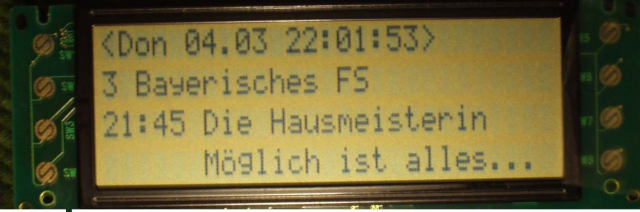 <Don 04.03 22:01:53>
3 Bayerisches FS
21:45 Die Hausmeisterin
Möglich ist alles...